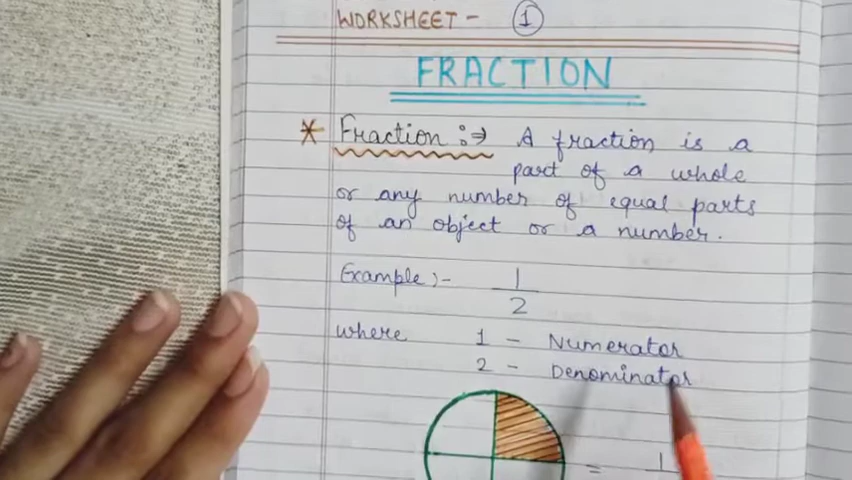 WORKSHEET - 1
FRACTION
* Fraction :⇒ A fraction is a
part of a whole
or any number of equal parts
of an object or a number.
Example :- 1
2
where 1 - Numerator
2 - Denominator
= 1